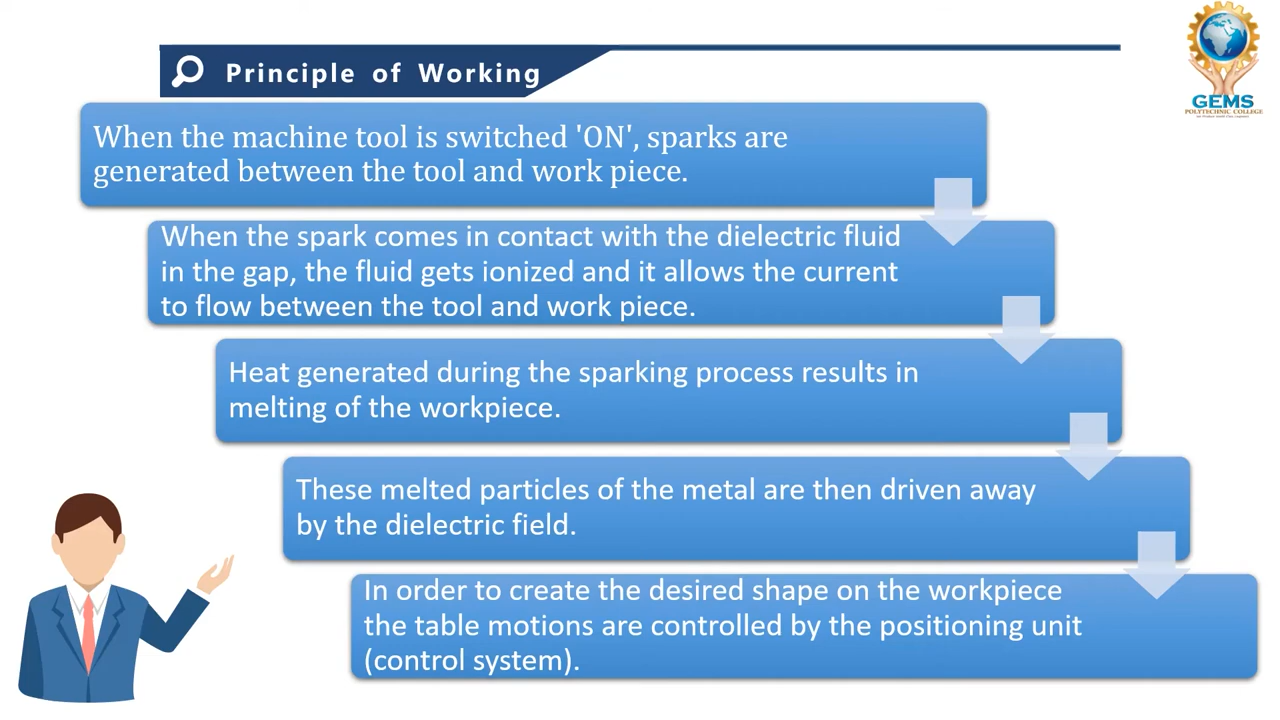 Principle of Working
GEMS
POLYTECHNIC COLLEGE
When the machine tool is switched 'ON', sparks are
generated between the tool and work piece.
When the spark comes in contact with the dielectric fluid
in the gap, the fluid gets ionized and it allows the current
to flow between the tool and work piece.
Heat generated during the sparking process results in
melting of the workpiece.
These melted particles of the metal are then driven away
by the dielectric field.
In order to create the desired shape on the workpiece
the table motions are controlled by the positioning unit
(control system).